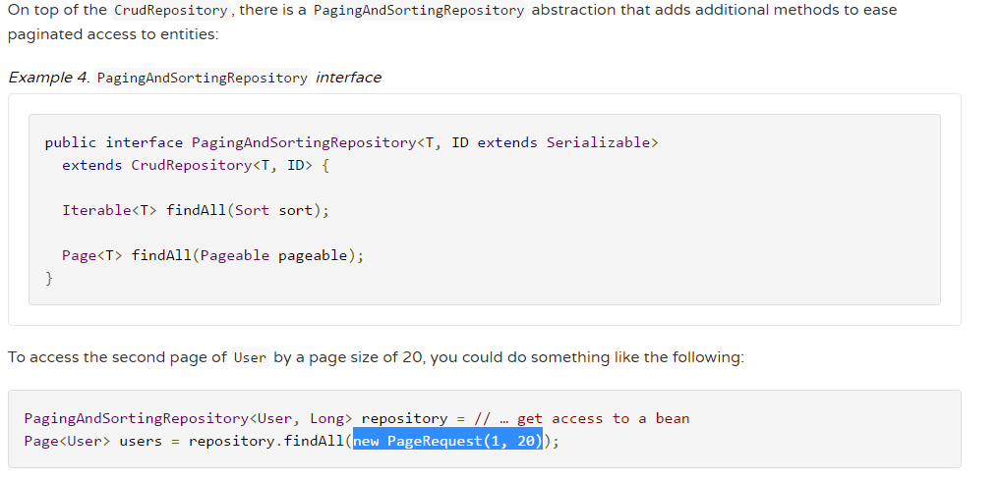 On top of the CrudRepository, there is a PagingAndSortingRepository abstraction that adds additional methods to ease
paginated access to entities:
Example 4. PagingAndSortingRepository interface
public interface PagingAndSortingRepository<T, ID extends Serializable>
  extends CrudRepository<T, ID> {
  Iterable<T> findAll(Sort sort);
  Page<T> findAll(Pageable pageable);
}
To access the second page of User by a page size of 20, you could do something like the following:
PagingAndSortingRepository<User, Long> repository = // … get access to a bean
Page<User> users = repository.findAll(new PageRequest(1, 20));